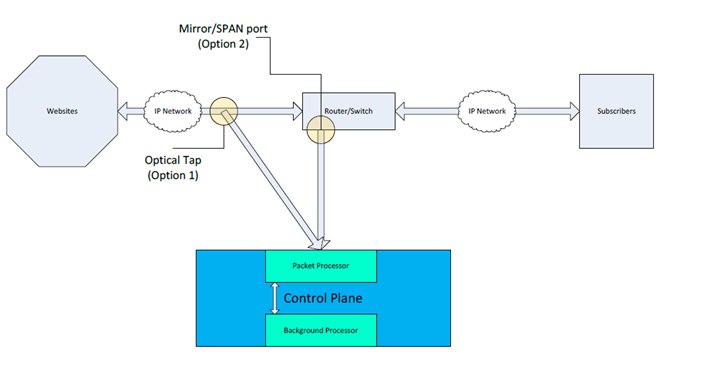 Mirror/SPAN port
(Option 2)
Websites
IP Network
Router/Switch
IP Network
Subscribers
Optical Tap
(Option 1)
Packet Processor
Control Plane
Background Processor